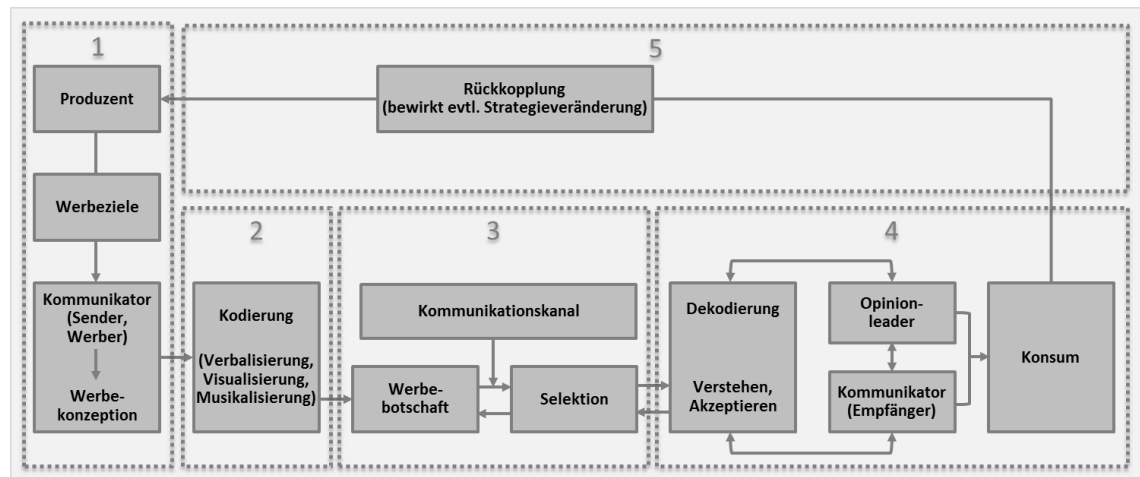 1
Produzent
Werbeziele
Kommunikator
(Sender,
Werber)
Werbe-
konzeption
2
Kodierung
(Verbalisierung,
Visualisierung,
Musikalisierung)
3
Kommunikationskanal
Werbe-
botschaft
Selektion
4
Dekodierung
Verstehen,
Akzeptieren
Opinion-
leader
Kommunikator
(Empfänger)
Konsum
5
Rückkopplung
(bewirkt evtl. Strategieveränderung)